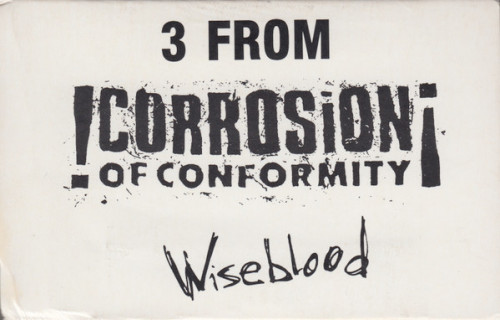 3 FROM
!CORROSiON¡
OF CONFORMITY
Wiseblood